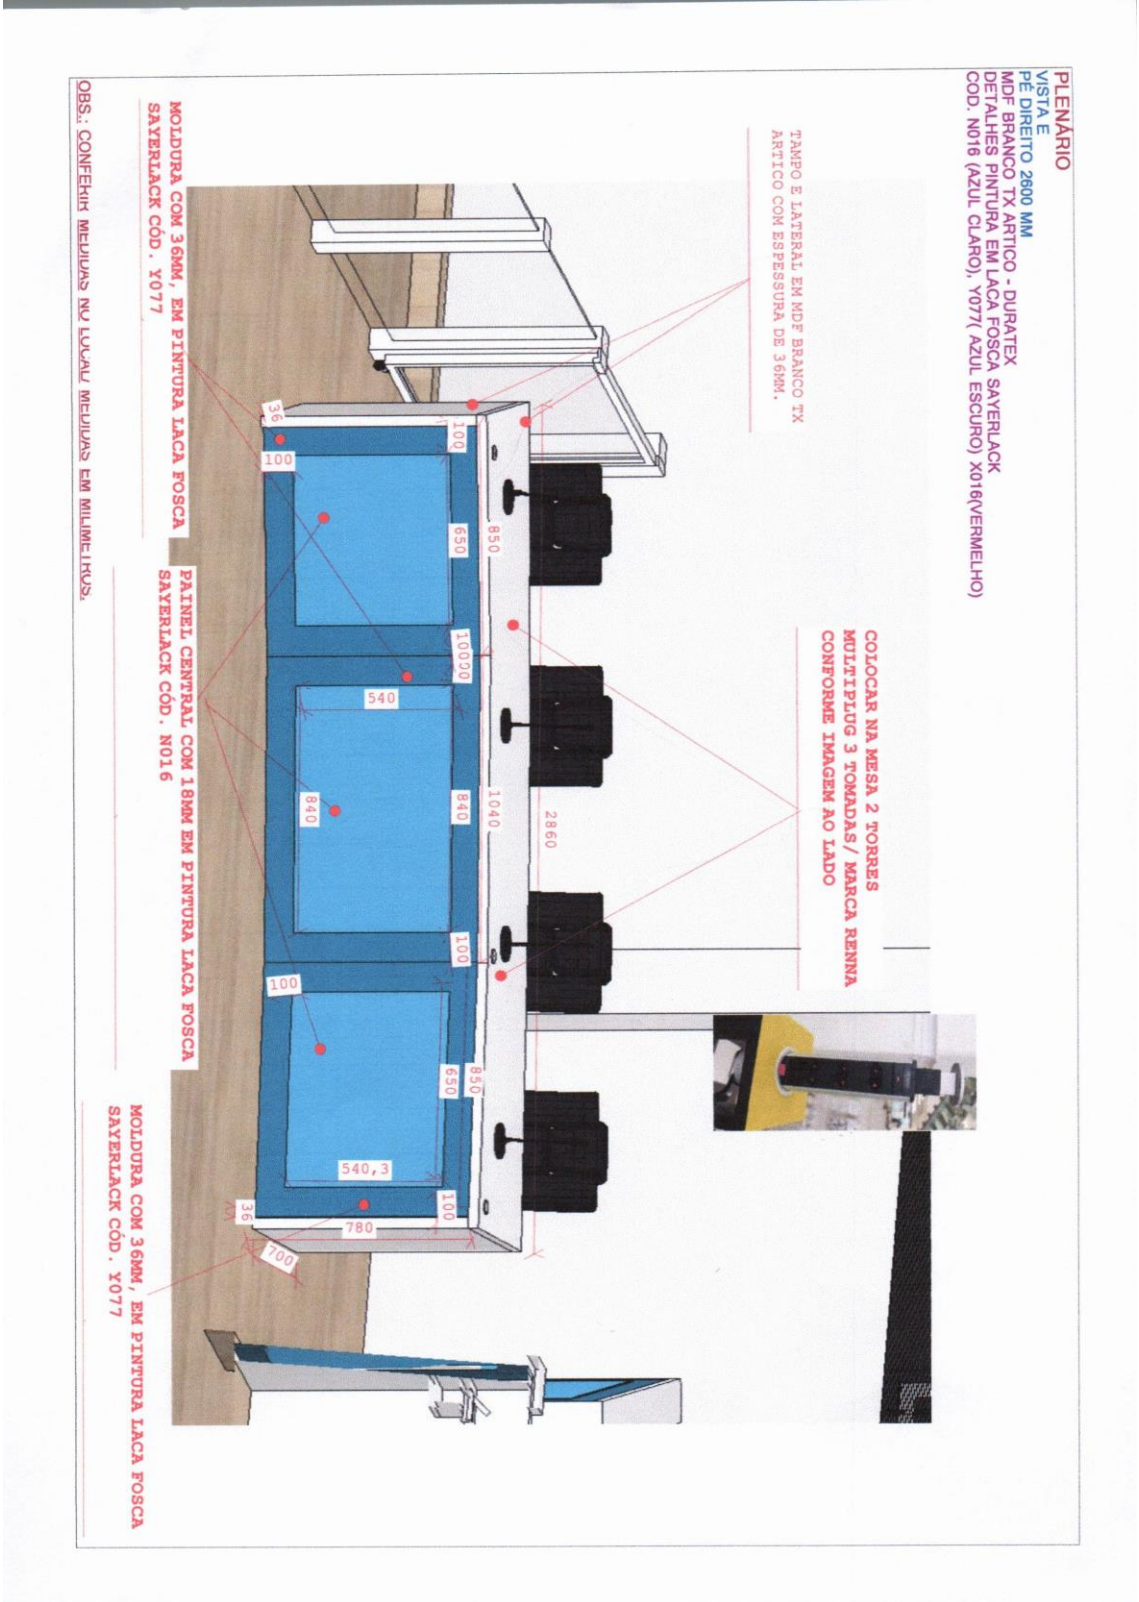 PLENÁRIO
VISTA E
PÉ DIREITO 2600 MM
MDF BRANCO TX ARTICO - DURATEX
DETALHES PINTURA EM LACA FOSCA SAYERLACK
COD. N016 (AZUL CLARO), Y077( AZUL ESCURO) X016(VERMELHO)
TAMPO E LATERAL EM MDF BRANCO TX
ARTICO COM ESPESSURA DE 36MM.
COLOCAR NA MESA 2 TORRES
MULTIPLUG 3 TOMADAS/ MARCA RENNA
CONFORME IMAGEM AO LADO
2860
850
1040
850
100
650
10000
840
100
650
100
540
840
100
540,3
36
100
36
780
700
MOLDURA COM 36MM, EM PINTURA LACA FOSCA
SAYERLACK CÓD. Y077
PAINEL CENTRAL COM 18MM EM PINTURA LACA FOSCA
SAYERLACK CÓD. N016
MOLDURA COM 36MM, EM PINTURA LACA FOSCA
SAYERLACK CÓD. Y077
OBS.: CONFERIR MEDIDAS NO LOCAL/ MEDIDAS EM MILIMETROS.